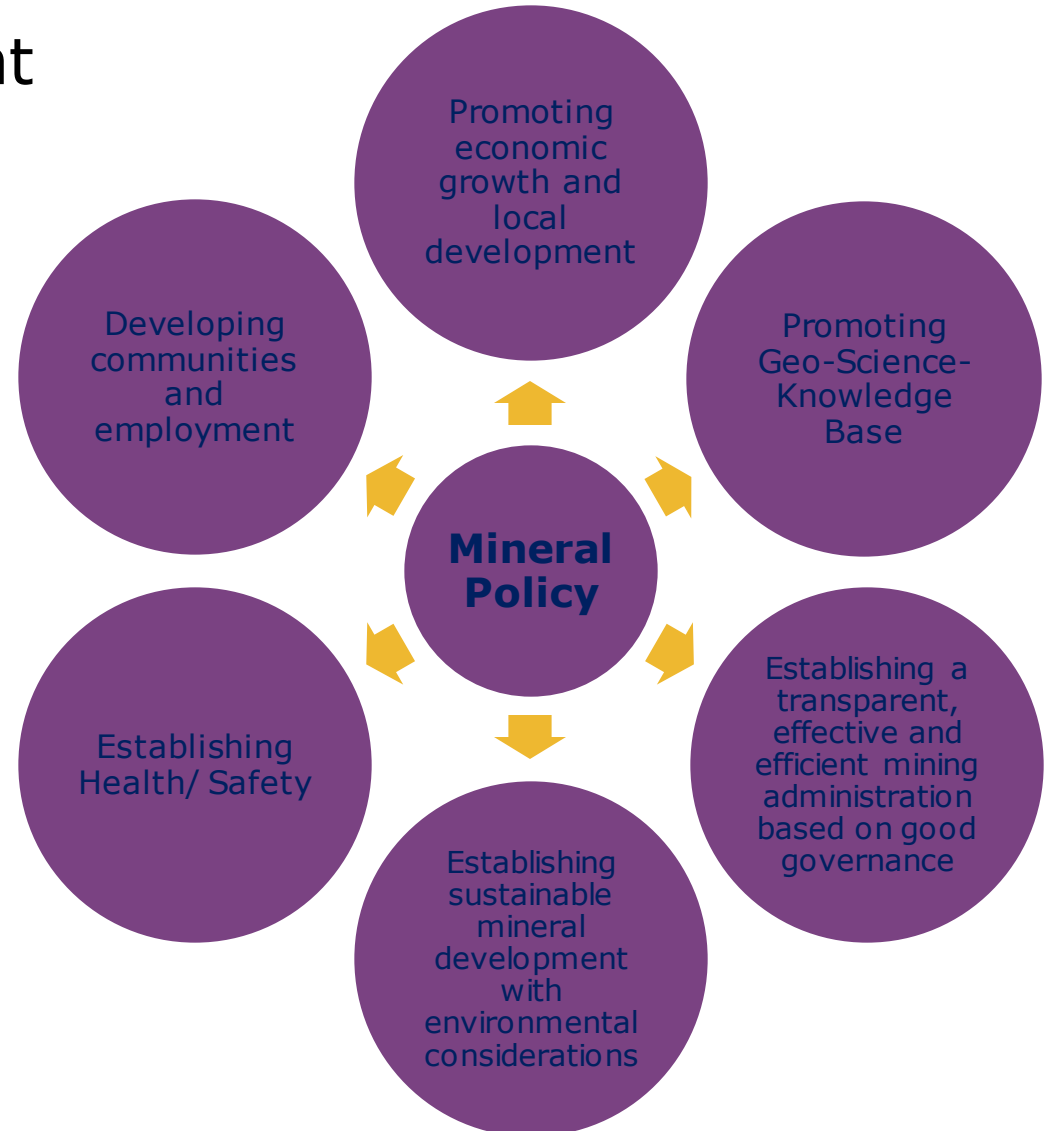 nt
Promoting
economic
growth and
local
development
Developing
communities
and
employment
Promoting
Geo-Science-
Knowledge
Base
Mineral
Policy
Establishing
Health/ Safety
Establishing a
transparent,
effective and
efficient mining
administration
based on good
governance
Establishing
sustainable
mineral
development
with
environmental
considerations